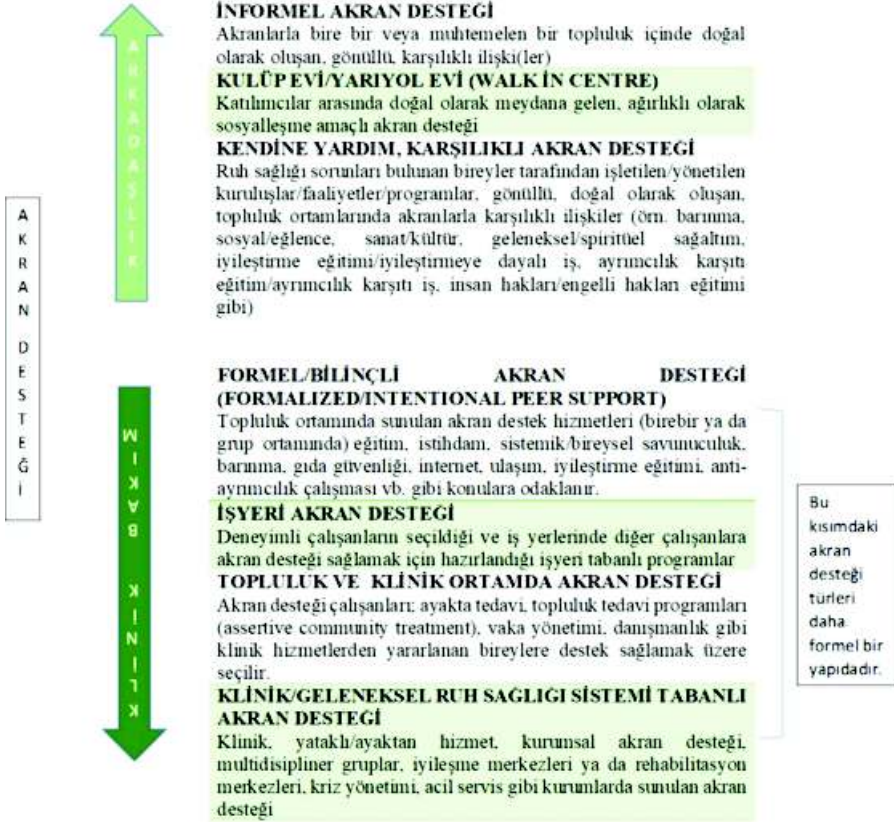 AKRAN DESTEĞİ
ARKADAŞLIK
İNFORMEL AKRAN DESTEĞİ
Akranlarla bire bir veya muhtemelen bir topluluk içinde doğal
olarak oluşan, gönüllü, karşılıklı ilişki(ler)
KULÜP EVİ/YARIYOL EVİ (WALK İN CENTRE)
Katılımcılar arasında doğal olarak meydana gelen, ağırlıklı olarak
sosyalleşme amaçlı akran desteği
KENDİNE YARDIM, KARŞILIKLI AKRAN DESTEĞİ
Ruh sağlığı sorunları bulunan bireyler tarafından işletilen/yönetilen
kuruluşlar/faaliyetler/programlar, gönüllü, doğal olarak oluşan,
topluluk ortamlarında akranlarla karşılıklı ilişkiler (örn. barınma,
sosyal/eğlence, sanat/kültür, geleneksel/spiritüel sağaltım,
iyileştirme eğitimi/iyileştirmeye dayalı iş, ayrımcılık karşıtı
eğitim/ayrımcılık karşıtı iş, insan hakları/engelli hakları eğitimi
gibi)
KLİNİK BAKIM
FORMEL/BİLİNÇLİ AKRAN DESTEĞİ
(FORMALIZED/INTENTIONAL PEER SUPPORT)
Topluluk ortamında sunulan akran destek hizmetleri (birebir ya da
grup ortamında) eğitim, istihdam, sistemik/bireysel savunuculuk,
barınma, gıda güvenliği, internet, ulaşım, iyileştirme eğitimi, anti-
ayrımcılık çalışması vb. gibi konulara odaklanır.
İŞYERİ AKRAN DESTEĞİ
Deneyimli çalışanların seçildiği ve iş yerlerinde diğer çalışanlara
akran desteği sağlamak için hazırlandığı işyeri tabanlı programlar
TOPLULUK VE KLİNİK ORTAMDA AKRAN DESTEĞİ
Akran desteği çalışanları; ayakta tedavi, topluluk tedavi programları
(assertive community treatment), vaka yönetimi, danışmanlık gibi
klinik hizmetlerden yararlanan bireylere destek sağlamak üzere
seçilir.
KLİNİK/GELENEKSEL RUH SAĞLIĞI SİSTEMİ TABANLI
AKRAN DESTEĞİ
Klinik, yataklı/ayaktan hizmet, kurumsal akran desteği,
multidisipliner gruplar, iyileşme merkezleri ya da rehabilitasyon
merkezleri, kriz yönetimi, acil servis gibi kurumlarda sunulan akran
desteği
Bu
kısımdaki
akran
desteği
türleri
daha
formel bir
yapıdadır.